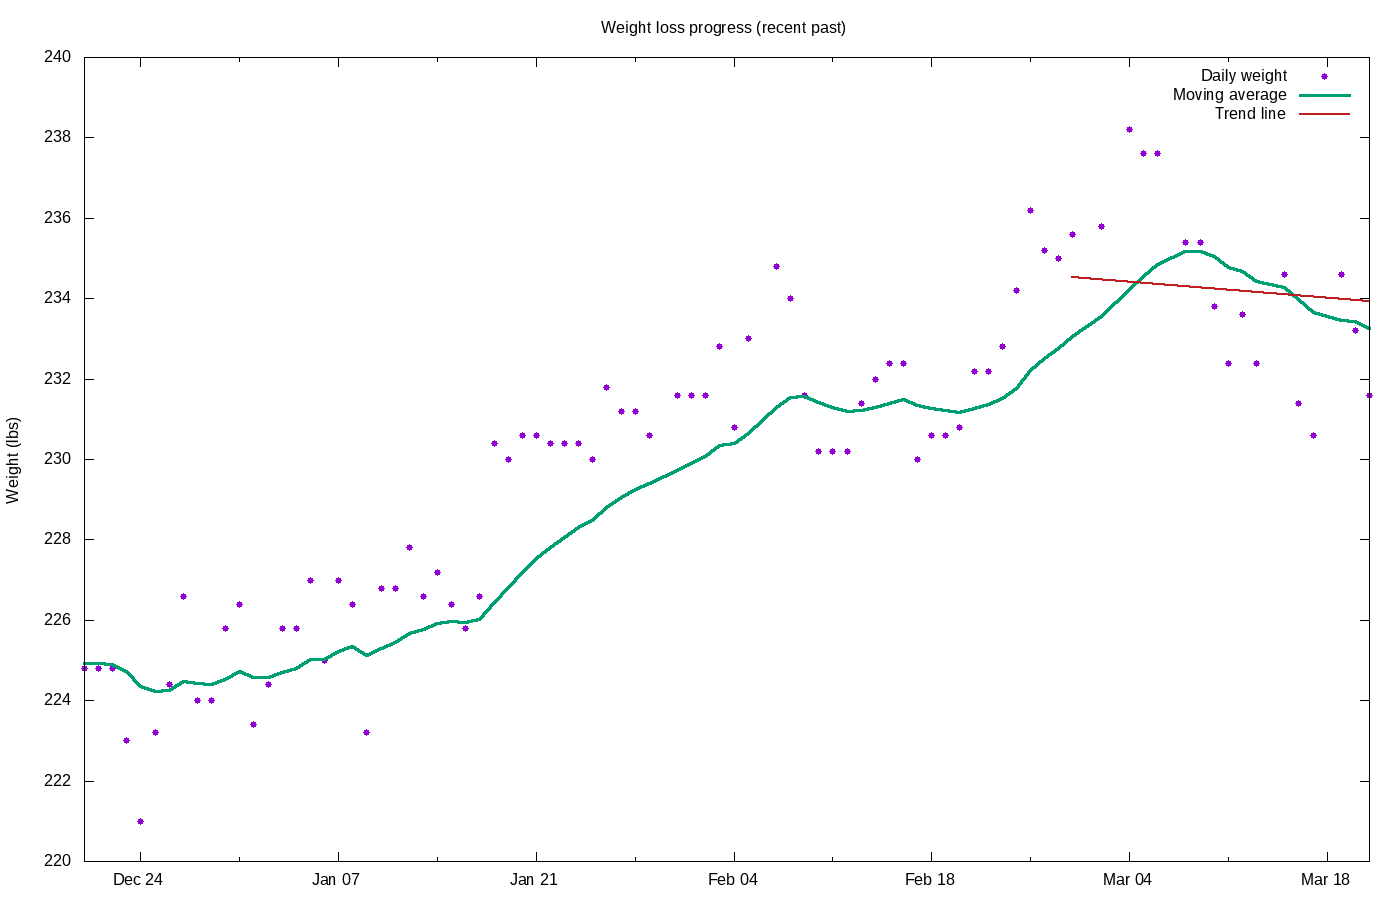 Weight loss progress (recent past)
240
238
236
234
232
230
228
226
224
222
220
Weight (lbs)
Daily weight
Moving average
Trend line
Dec 24
Jan 07
Jan 21
Feb 04
Feb 18
Mar 04
Mar 18